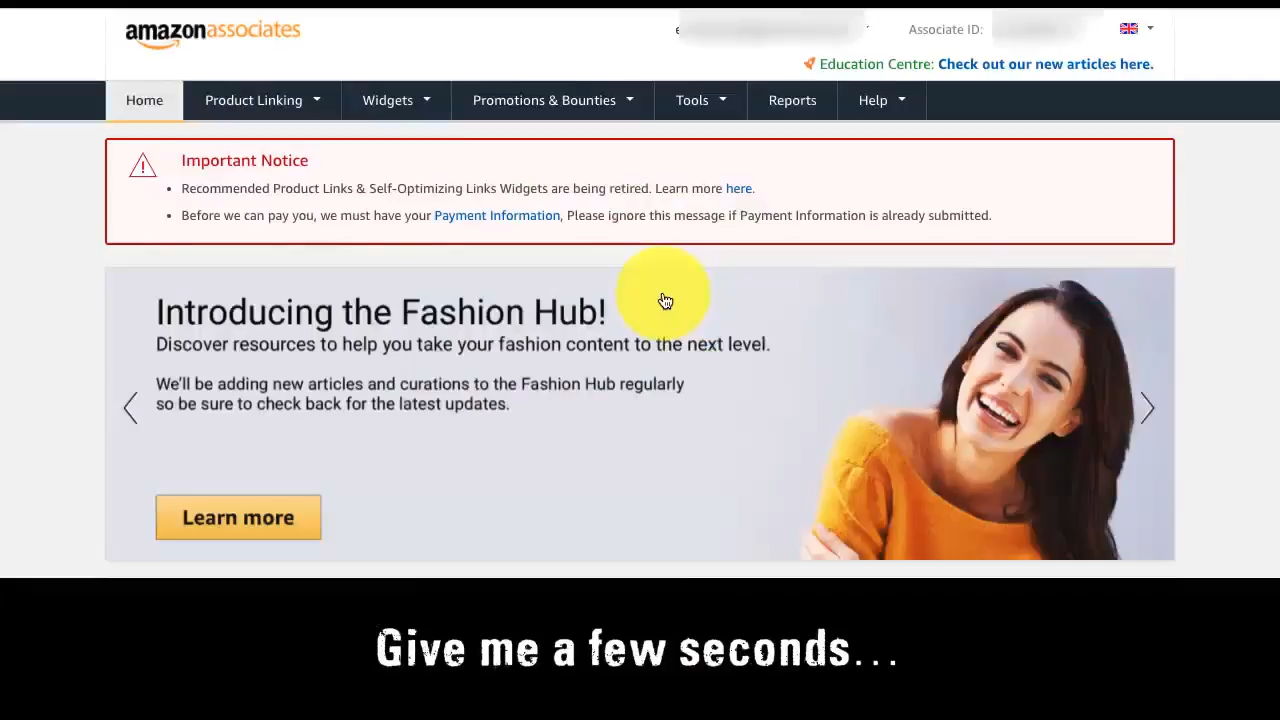 amazonassociates
Associate ID:
Education Centre: Check out our new articles here.
Home
Product Linking
Widgets
Promotions & Bounties
Tools
Reports
Help
Important Notice
• Recommended Product Links & Self-Optimizing Links Widgets are being retired. Learn more here.
• Before we can pay you, we must have your Payment Information, Please ignore this message if Payment Information is already submitted.
Introducing the Fashion Hub!
Discover resources to help you take your fashion content to the next level.
We'll be adding new articles and curations to the Fashion Hub regularly
so be sure to check back for the latest updates.
Learn more
Give me a few seconds...